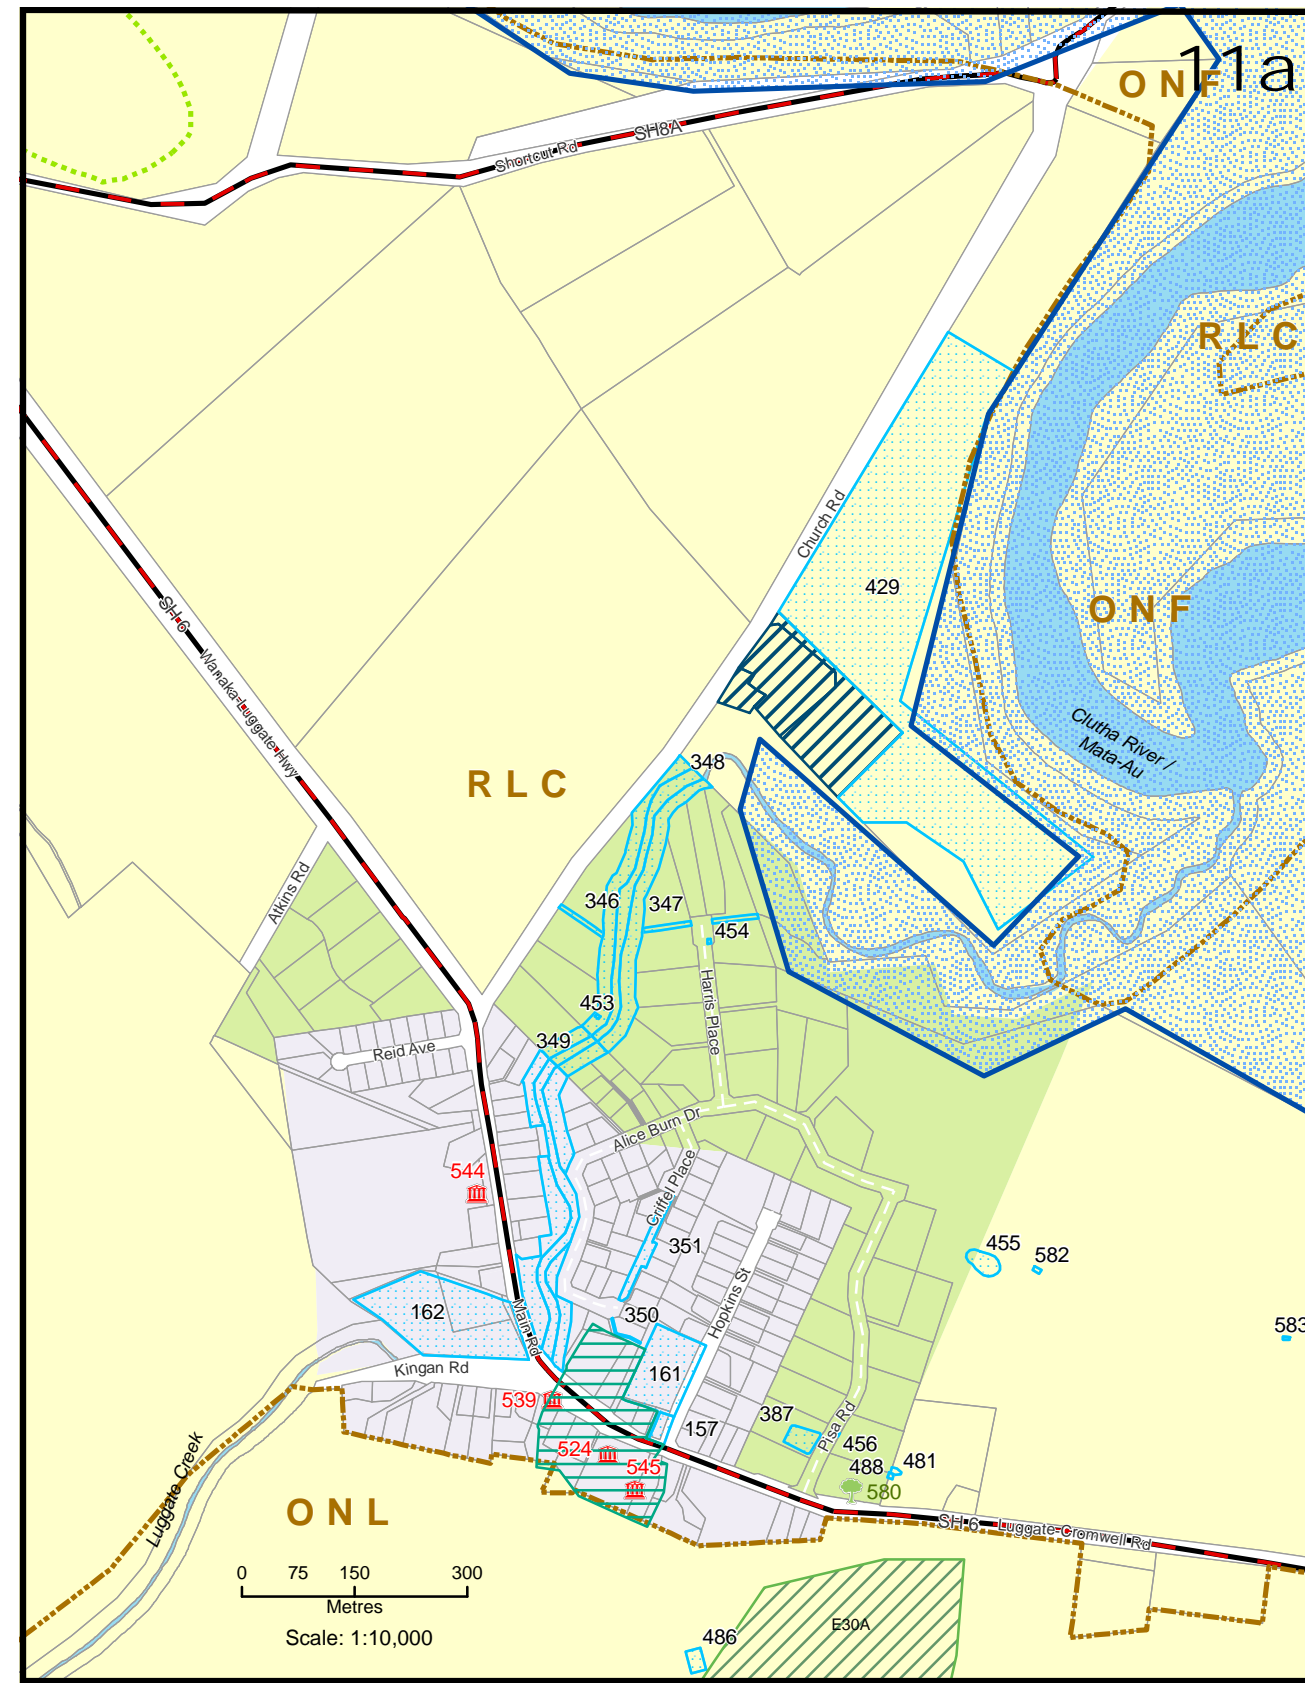 11a
ONF
SH8A
Shortcut Rd
RLC
Church Rd
429
ONF
SH 6
Wanaka-Luggate Hwy
Clutha River /
Mata-Au
348
RLC
Atkins Rd
346
347
454
Harris Place
453
349
Reid Ave
Alice Burn Dr
544
Criffel Place
351
455
582
Hopkins St
162
350
583
Main Rd
Kingan Rd
161
539
387
157
Pisa Rd
456
524
545
488
481
580
Luggate Creek
ONL
SH 6
Luggate-Cromwell Rd
0 75 150 300
Metres
Scale: 1:10,000
E30A
486